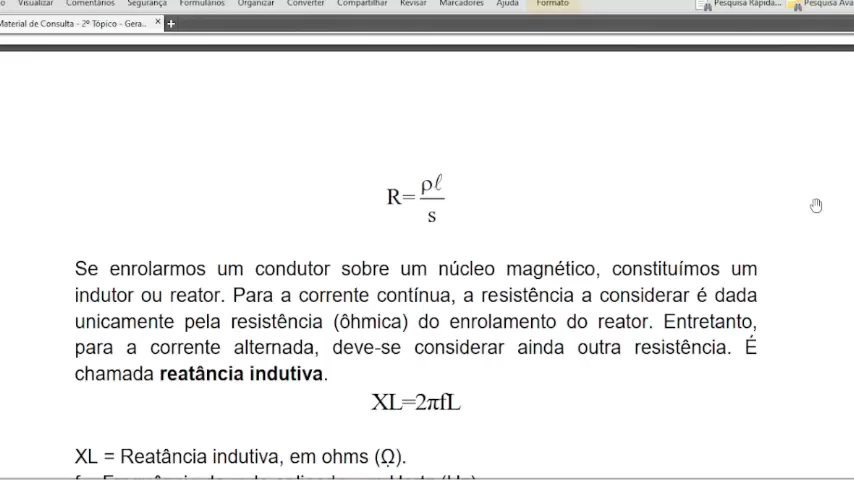 Visualizar Comentários Segurança Formulários Organizar Converter Compartilhar Revisar Marcadores Ajuda Formato Pesquisa Rápida... Pesquisa Ava
Material de Consulta - 2º Tópico - Gera...
R=ρℓ/s
Se enrolarmos um condutor sobre um núcleo magnético, constituímos um
indutor ou reator. Para a corrente contínua, a resistência a considerar é dada
unicamente pela resistência (ôhmica) do enrolamento do reator. Entretanto,
para a corrente alternada, deve-se considerar ainda outra resistência. É
chamada reatância indutiva.
XL=2πfL
XL = Reatância indutiva, em ohms (Ω).